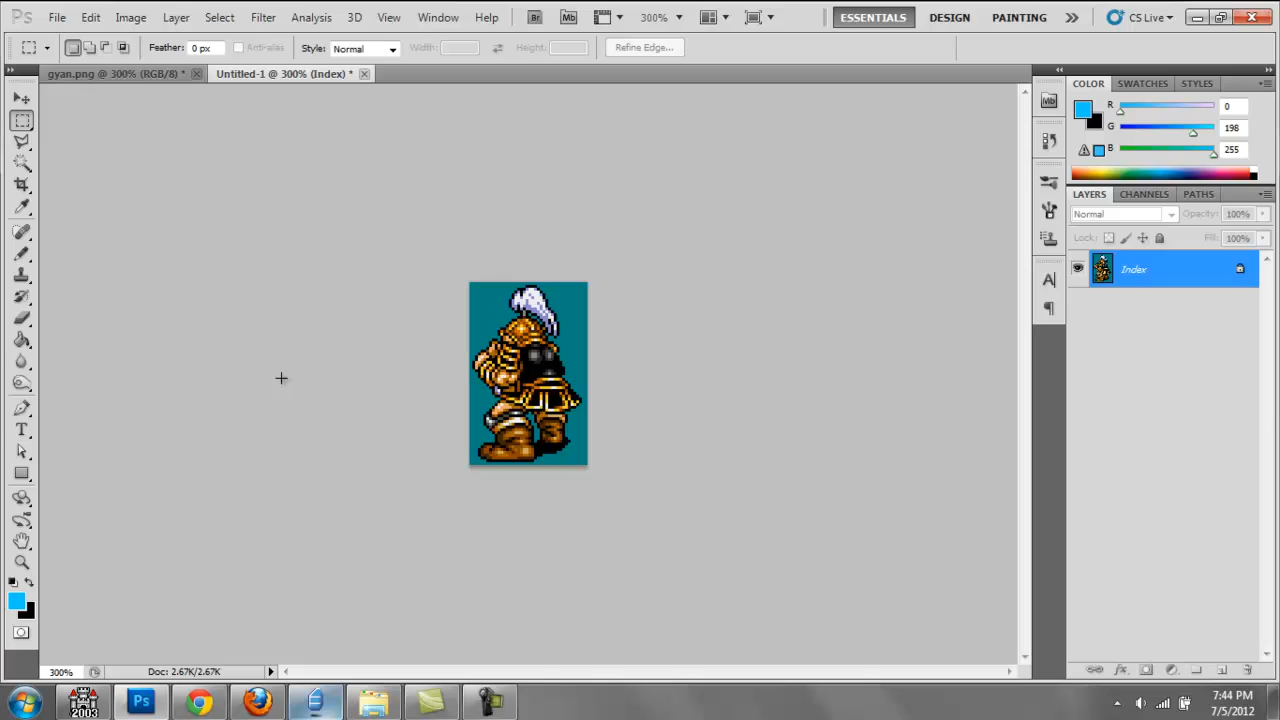 Ps File Edit Image Layer Select Filter Analysis 3D View Window Help Br Mb 300% ESSENTIALS DESIGN PAINTING CS Live
Feather: 0 px Anti-alias Style: Normal Width: Height: Refine Edge...
gyan.png @ 300% (RGB/8) * Untitled-1 @ 300% (Index) *
COLOR SWATCHES STYLES
Mb
R 0
G 198
B 255
LAYERS CHANNELS PATHS
Normal Opacity: 100%
Lock: Fill: 100%
Index
T
A
300% Doc: 2.67K/2.67K
2003 Ps
7:44 PM
7/5/2012